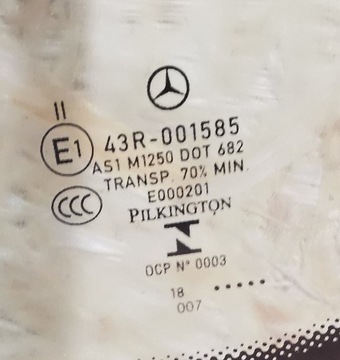 II
E1 43R-001585
AS1 M1250 DOT 682
TRANSP. 70% MIN.
CCC E000201
PILKINGTON
N
OCP N° 0003
18 .....
007